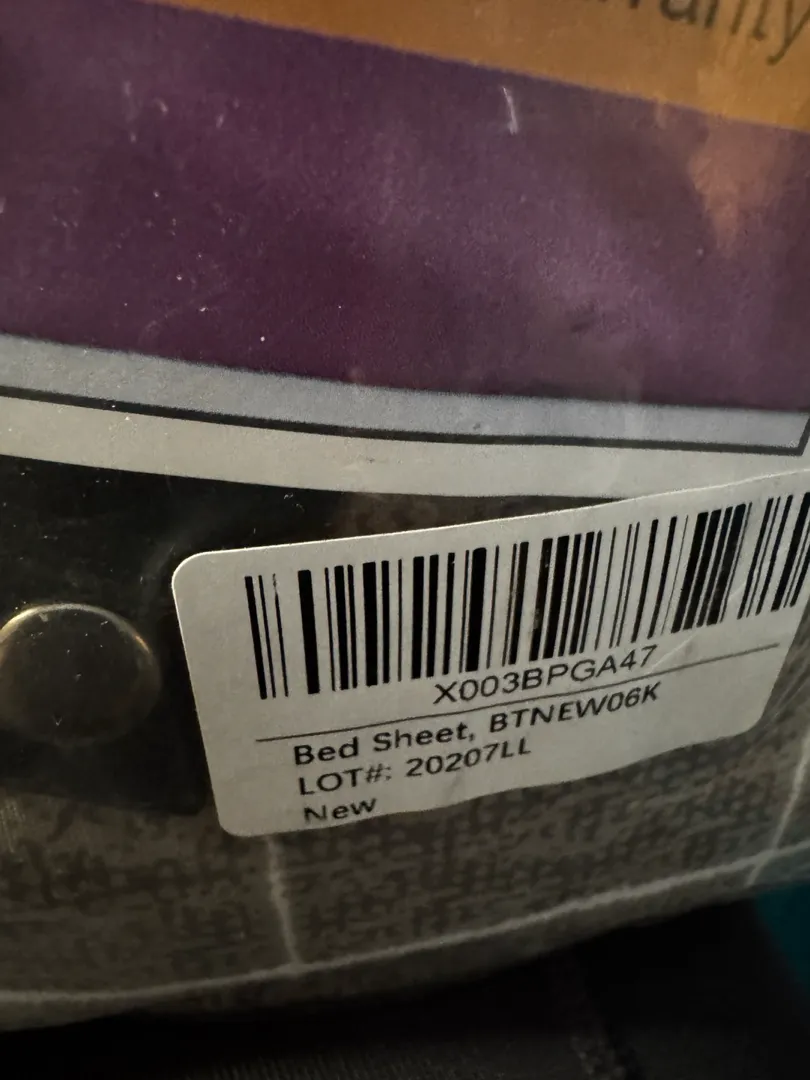 X003BPGA47
Bed Sheet, BTNEW06K
LOT#: 20207LL
New